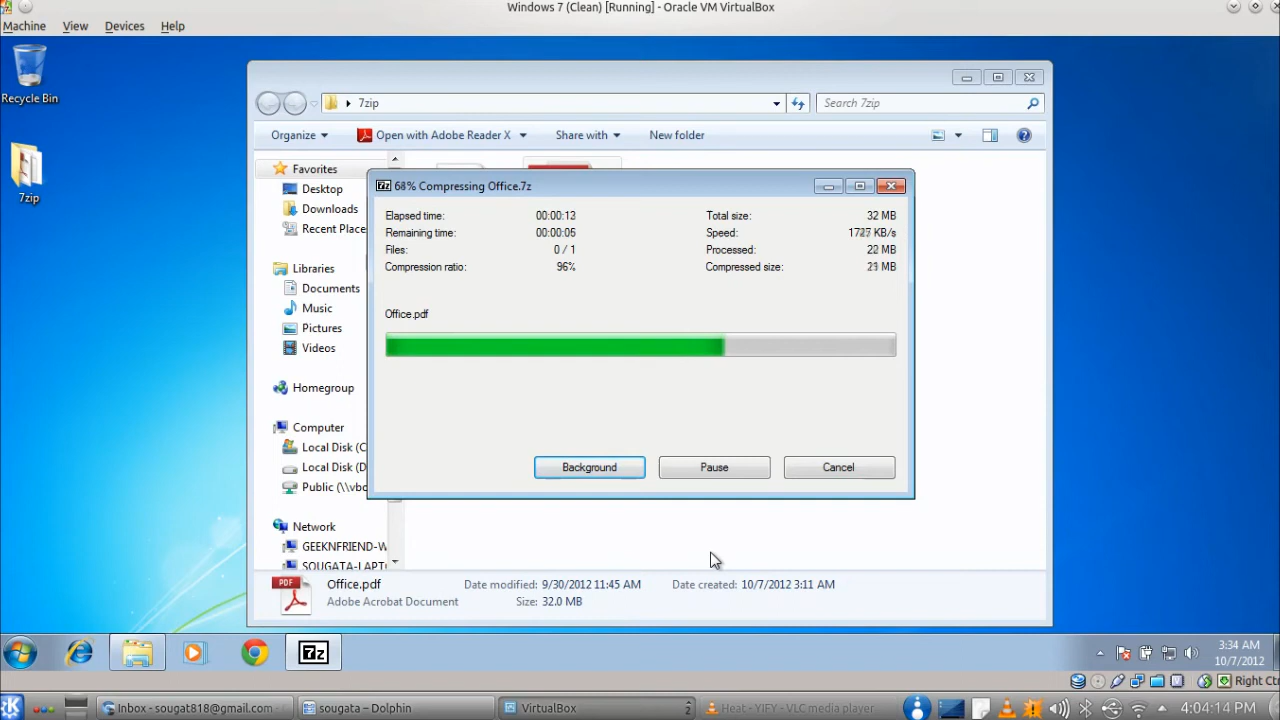 Windows 7 (Clean) [Running] - Oracle VM VirtualBox
Machine View Devices Help
Recycle Bin
7zip
7zip
Search 7zip
Organize Open with Adobe Reader X Share with New folder
Favorites
Desktop
Downloads
Recent Place
Libraries
Documents
Music
Pictures
Videos
Homegroup
Computer
Local Disk (C
Local Disk (D
Public (\\vbo
Network
GEEKNFRIEND-W
SOUGATA-LAPT
7z 68% Compressing Office.7z
Elapsed time: 00:00:13 Total size: 32 MB
Remaining time: 00:00:05 Speed: 1727 KB/s
Files: 0 / 1 Processed: 22 MB
Compression ratio: 96% Compressed size: 21 MB
Office.pdf
Background Pause Cancel
PDF
Office.pdf Date modified: 9/30/2012 11:45 AM Date created: 10/7/2012 3:11 AM
Adobe Acrobat Document Size: 32.0 MB
7z
3:34 AM
10/7/2012
Right Ctr
Inbox - sougat818@gmail.com sougata – Dolphin VirtualBox 2 Heat - YIFY - VLC media player 4:04:14 PM